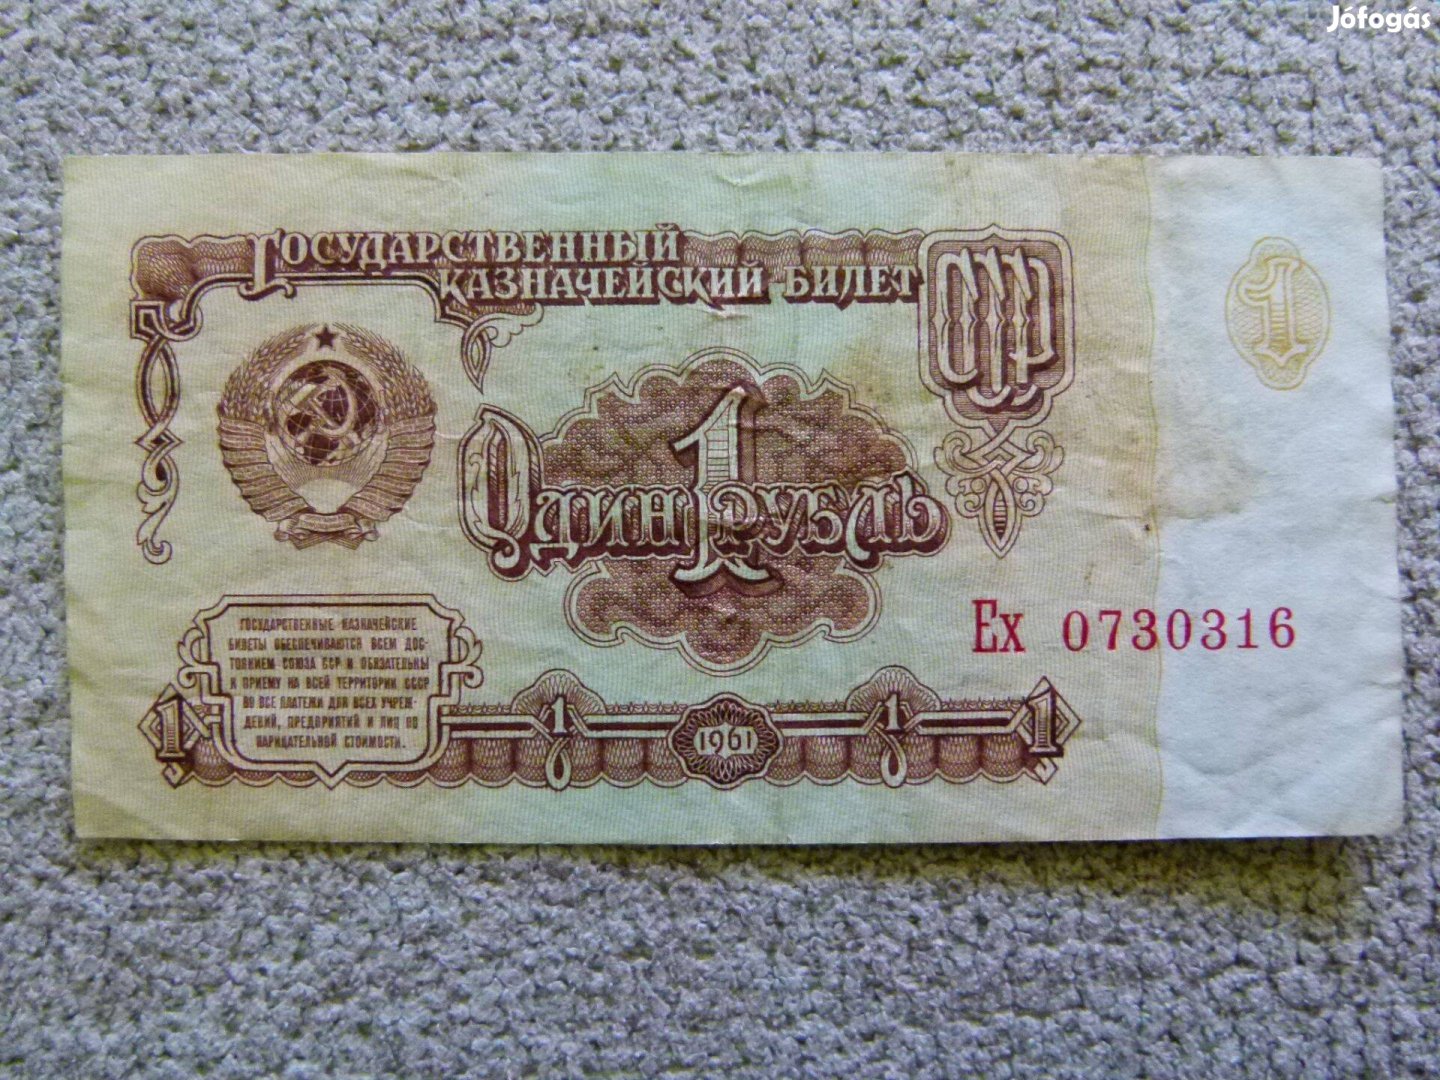 Jófogás
ГОСУДАРСТВЕННЫЙ
КАЗНАЧЕЙСКИЙ БИЛЕТ
СССР
1
1
ОДИН РУБЛЬ
Ех 0730316
ГОСУДАРСТВЕННЫЕ КАЗНАЧЕЙСКИЕ
БИЛЕТЫ ОБЕСПЕЧИВАЮТСЯ ВСЕМ ДОС-
ТОЯНИЕМ СОЮЗА ССР И ОБЯЗАТЕЛЬНЫ
К ПРИЕМУ НА ВСЕЙ ТЕРРИТОРИИ СССР
ВО ВСЕ ПЛАТЕЖИ ДЛЯ ВСЕХ УЧРЕЖ-
ДЕНИЙ, ПРЕДПРИЯТИЙ И ЛИЦ ПО
НАРИЦАТЕЛЬНОЙ СТОИМОСТИ.
1 1 1961 1 1